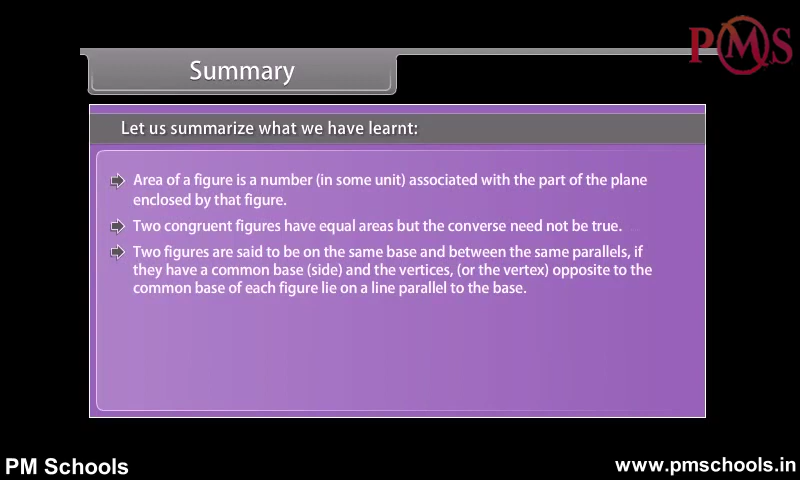 PMS
Summary
Let us summarize what we have learnt:
Area of a figure is a number (in some unit) associated with the part of the plane
enclosed by that figure.
Two congruent figures have equal areas but the converse need not be true.
Two figures are said to be on the same base and between the same parallels, if
they have a common base (side) and the vertices, (or the vertex) opposite to the
common base of each figure lie on a line parallel to the base.
PM Schools
www.pmschools.in